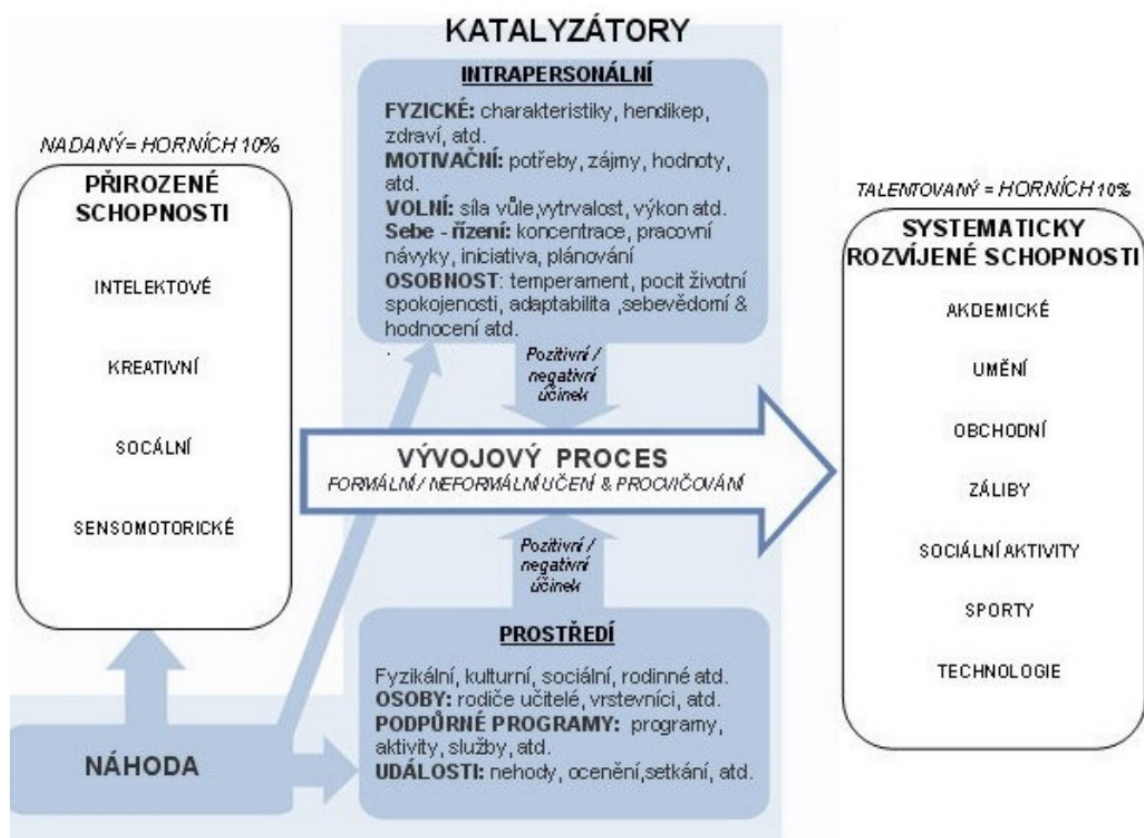 KATALYZÁTORY
INTRAPERSONÁLNÍ
FYZICKÉ: charakteristiky, hendikep,
zdraví, atd.
MOTIVAČNÍ: potřeby, zájmy, hodnoty,
atd.
VOLNÍ: síla vůle,vytrvalost, výkon atd.
Sebe - řízení: koncentrace, pracovní
návyky, iniciativa, plánování
OSOBNOST: temperament, pocit životní
spokojenosti, adaptabilita ,sebevědomí &
hodnocení atd.
.
NADANÝ= HORNÍCH 10%
PŘIROZENÉ
SCHOPNOSTI
INTELEKTOVÉ
KREATIVNÍ
SOCÁLNÍ
SENSOMOTORICKÉ
Pozitivní /
negativní
účinek
VÝVOJOVÝ PROCES
FORMÁLNÍ / NEFORMÁLNÍ UČENÍ & PROCVIČOVÁNÍ
Pozitivní /
negativní
účinek
PROSTŘEDÍ
Fyzikální, kulturní, sociální, rodinné atd.
OSOBY: rodiče učitelé, vrstevníci, atd.
PODPŮRNÉ PROGRAMY: programy,
aktivity, služby, atd.
UDÁLOSTI: nehody, ocenění,setkání, atd.
NÁHODA
TALENTOVANÝ = HORNÍCH 10%
SYSTEMATICKY
ROZVÍJENÉ SCHOPNOSTI
AKDEMICKÉ
UMĚNÍ
OBCHODNÍ
ZÁLIBY
SOCIÁLNÍ AKTIVITY
SPORTY
TECHNOLOGIE